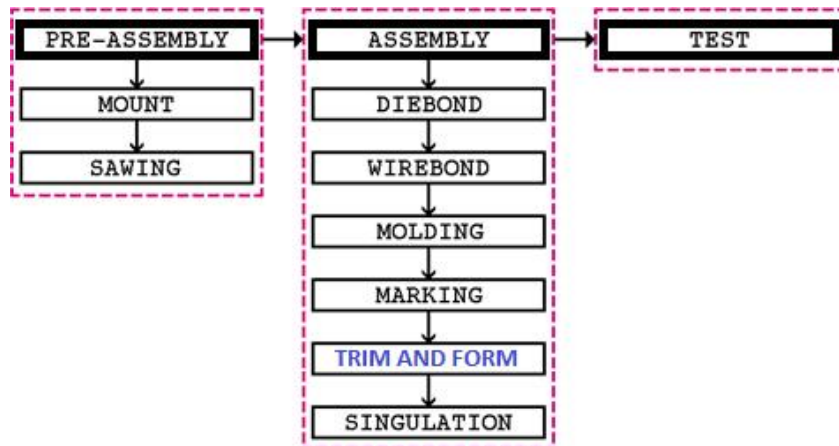 PRE-ASSEMBLY
MOUNT
SAWING
ASSEMBLY
DIEBOND
WIREBOND
MOLDING
MARKING
TRIM AND FORM
SINGULATION
TEST